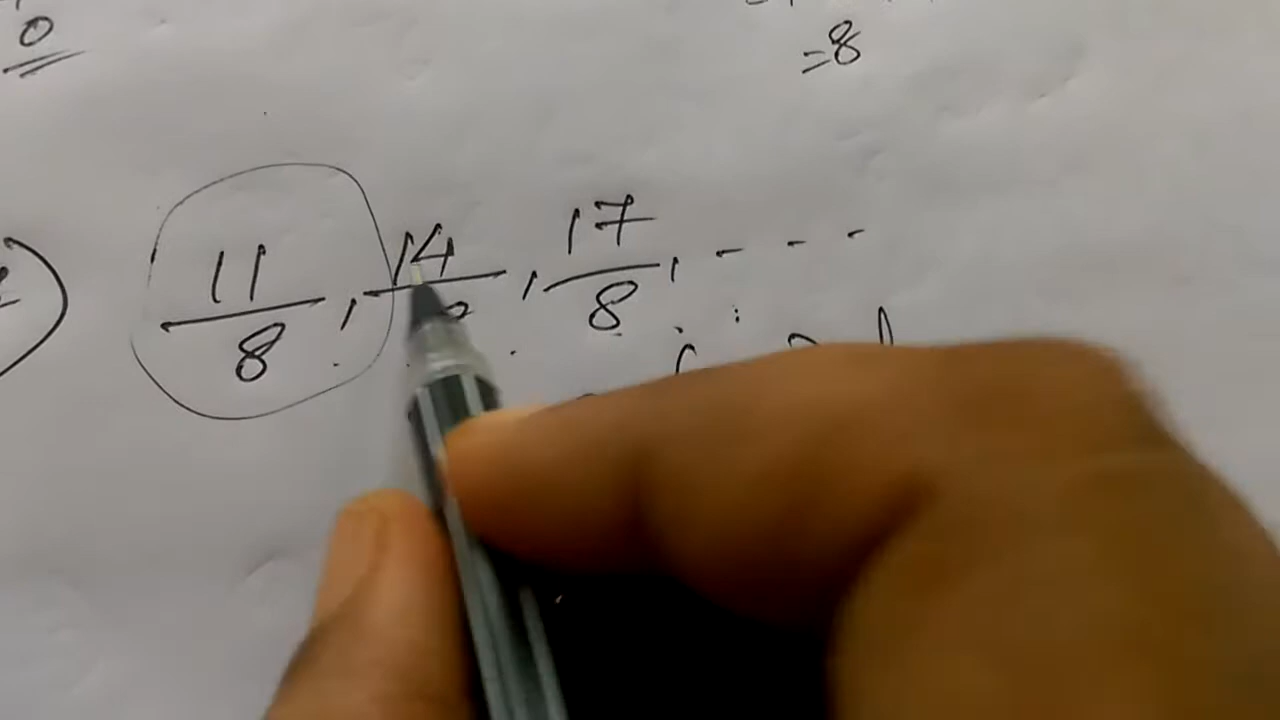 0
=8
11/8, 14/, 17/8, - - -